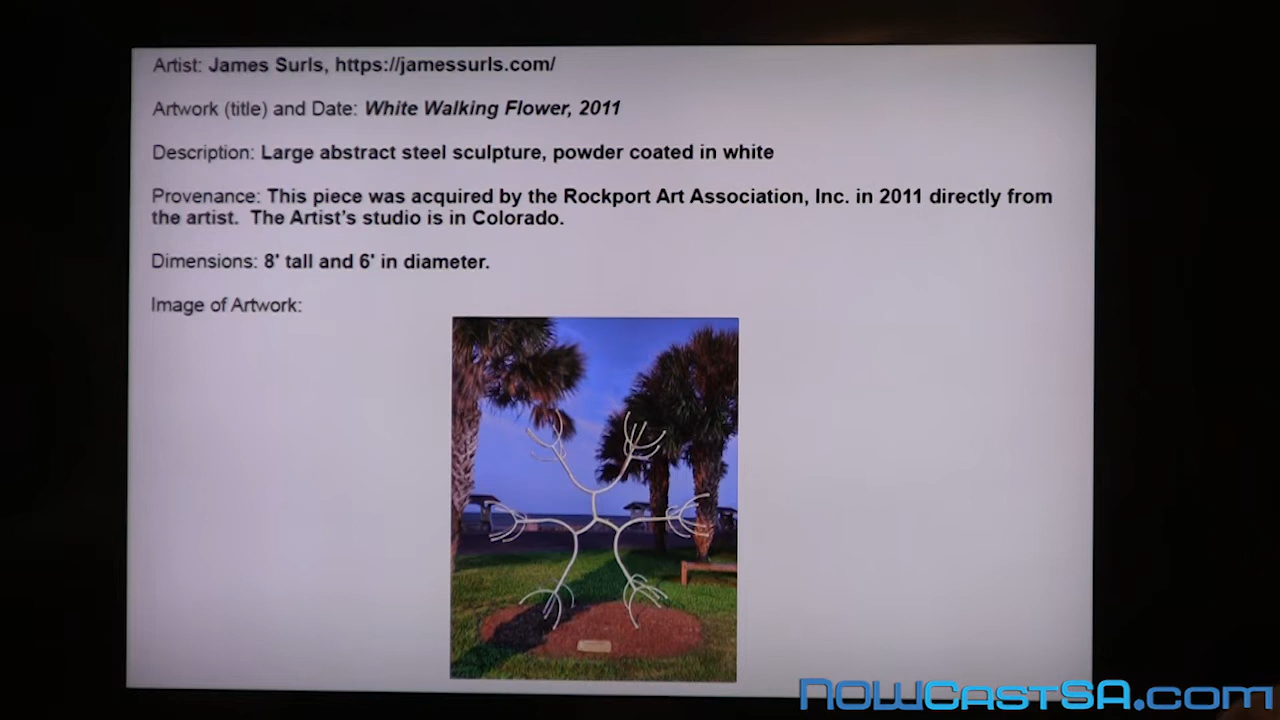 Artist: James Surls, https://jamessurls.com/
Artwork (title) and Date: White Walking Flower, 2011
Description: Large abstract steel sculpture, powder coated in white
Provenance: This piece was acquired by the Rockport Art Association, Inc. in 2011 directly from
the artist.  The Artist's studio is in Colorado.
Dimensions: 8' tall and 6' in diameter.
Image of Artwork:
NOWCASTSA.com